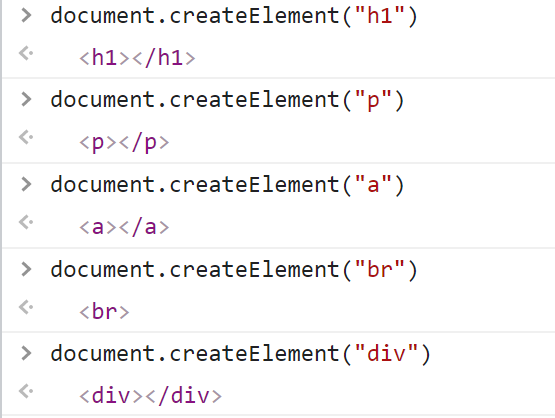 document.createElement("h1")
<h1></h1>
document.createElement("p")
<p></p>
document.createElement("a")
<a></a>
document.createElement("br")
<br>
document.createElement("div")
<div></div>